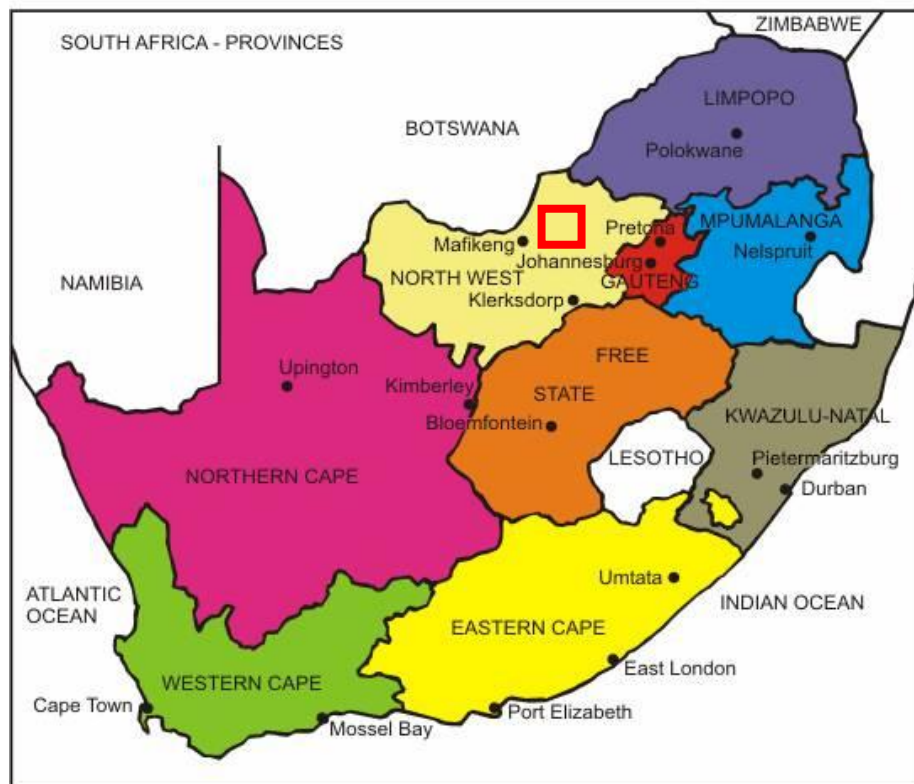 ZIMBABWE
SOUTH AFRICA - PROVINCES
LIMPOPO
BOTSWANA
Polokwane
MPUMALANGA
Pretoria
Mafikeng
Nelspruit
Johannesburg
NORTH WEST
GAUTENG
NAMIBIA
Klerksdorp
FREE
STATE
Upington
Kimberley
Bloemfontein
KWAZULU-NATAL
LESOTHO
Pietermaritzburg
NORTHERN CAPE
Durban
Umtata
ATLANTIC
OCEAN
INDIAN OCEAN
EASTERN CAPE
East London
WESTERN CAPE
Cape Town
Port Elizabeth
Mossel Bay